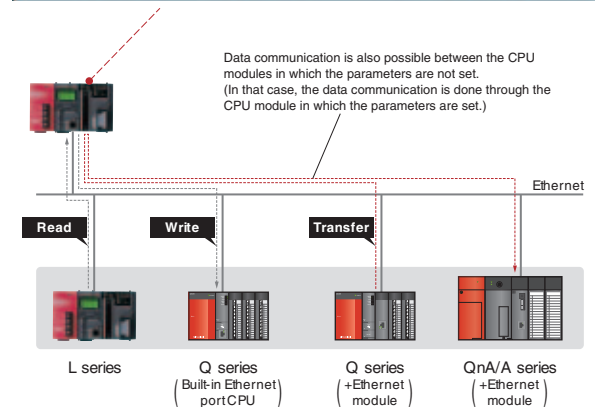 Data communication is also possible between the CPU
modules in which the parameters are not set.
(In that case, the data communication is done through the
CPU module in which the parameters are set.)
Ethernet
Read
Write
Transfer
L series
Q series
(Built-in Ethernet
port CPU)
Q series
(+Ethernet
module)
QnA/A series
(+Ethernet
module)